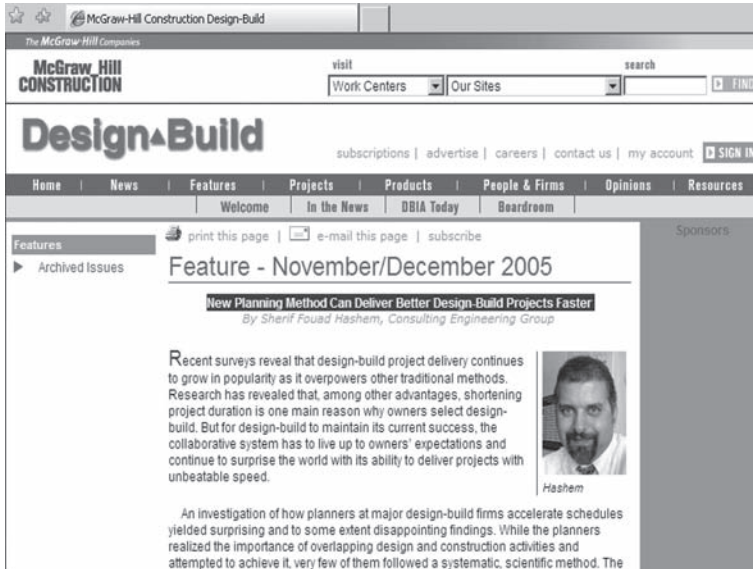 McGraw-Hill Construction Design-Build
The McGraw-Hill Companies
McGraw Hill
CONSTRUCTION
visit
search
Work Centers
Our Sites
FIND
Design Build
subscriptions | advertise | careers | contact us | my account
SIGN IN
Home | News | Features | Projects | Products | People & Firms | Opinions | Resources
Welcome | In the News | DBIA Today | Boardroom
Features
Archived Issues
print this page | e-mail this page | subscribe
Sponsors
Feature - November/December 2005
New Planning Method Can Deliver Better Design-Build Projects Faster
By Sherif Fouad Hashem, Consulting Engineering Group
Recent surveys reveal that design-build project delivery continues
to grow in popularity as it overpowers other traditional methods.
Research has revealed that, among other advantages, shortening
project duration is one main reason why owners select design-
build. But for design-build to maintain its current success, the
collaborative system has to live up to owners' expectations and
continue to surprise the world with its ability to deliver projects with
unbeatable speed.
Hashem
An investigation of how planners at major design-build firms accelerate schedules
yielded surprising and to some extent disappointing findings. While the planners
realized the importance of overlapping design and construction activities and
attempted to achieve it, very few of them followed a systematic, scientific method. The